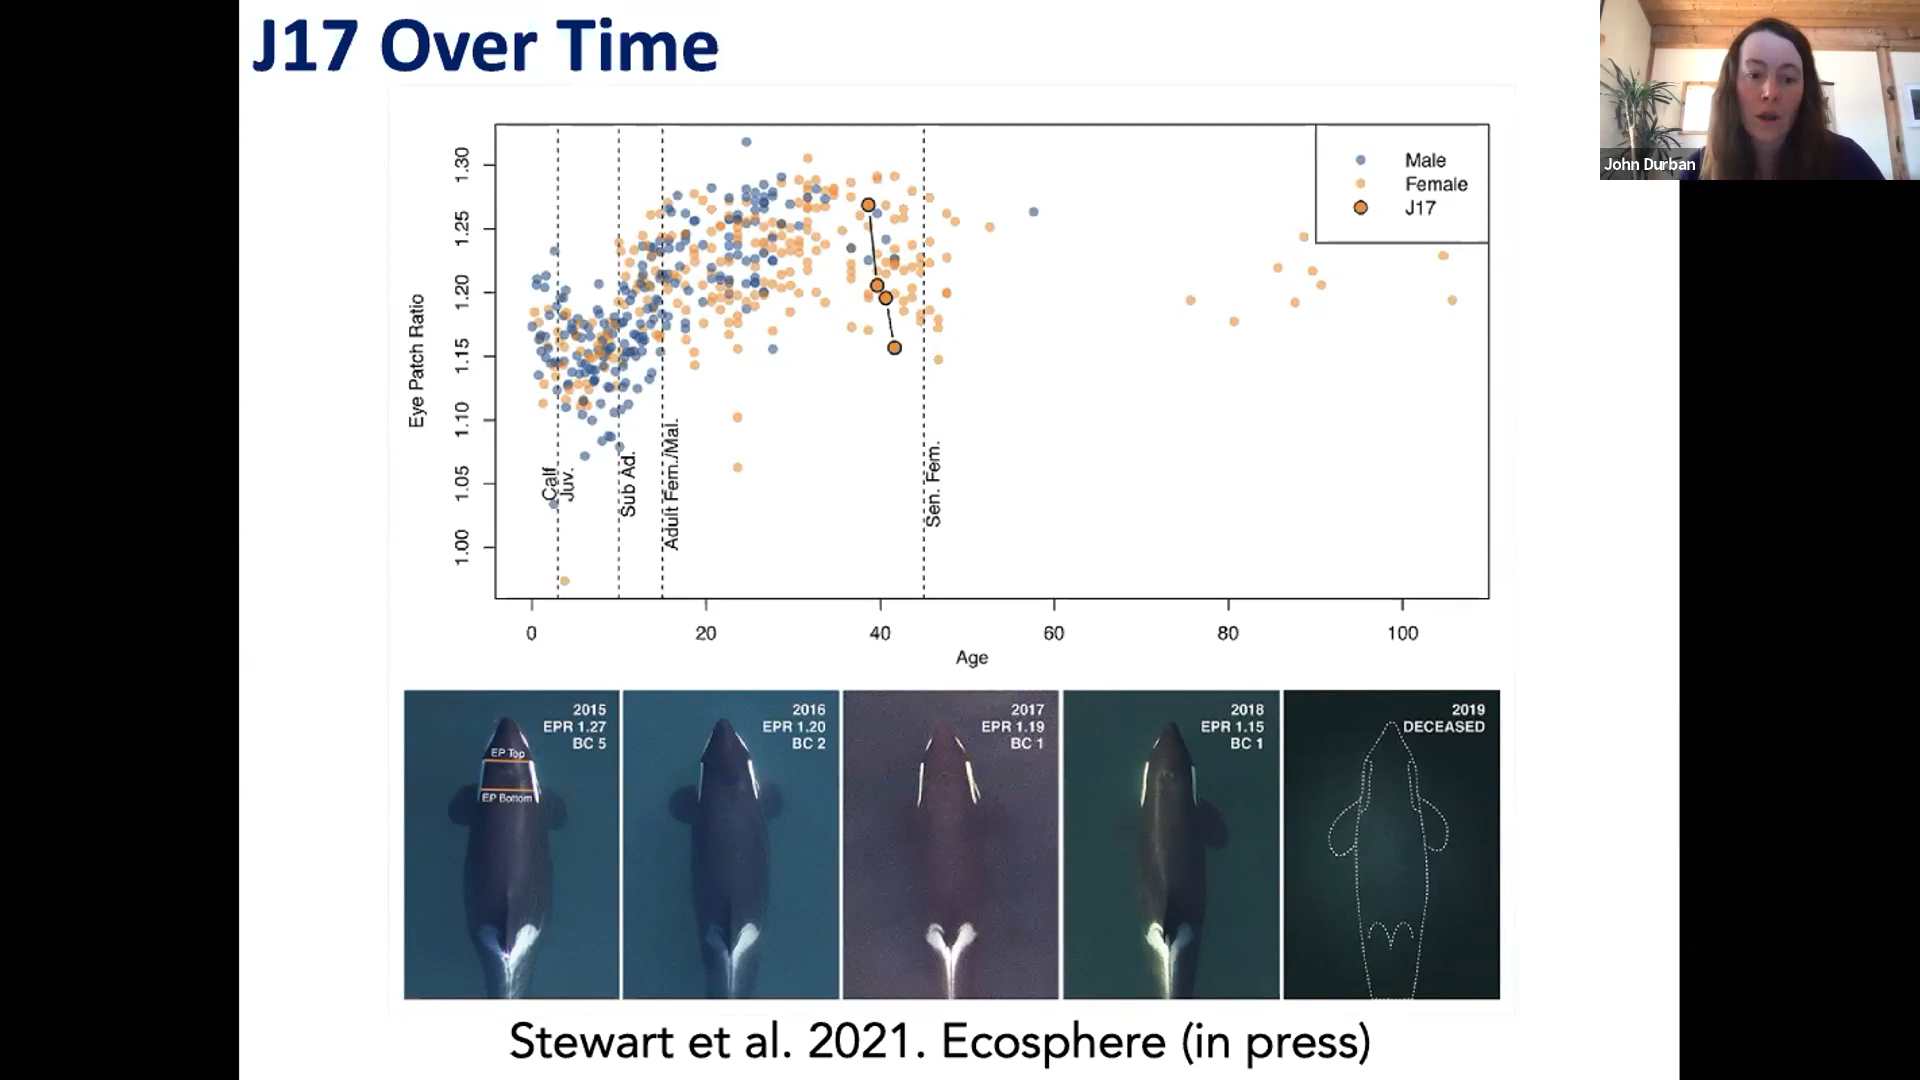 J17 Over Time
John Durban
Male
Female
J17
Eye Patch Ratio
1.30
1.25
1.20
1.15
1.10
1.05
1.00
Calf
Juv.
Sub Ad.
Adult Fem./Mal.
Sen. Fem.
0 20 40 60 80 100
Age
2015
EPR 1.27
BC 5
EP Top
EP Bottom
2016
EPR 1.20
BC 2
2017
EPR 1.19
BC 1
2018
EPR 1.15
BC 1
2019
DECEASED
Stewart et al. 2021. Ecosphere (in press)